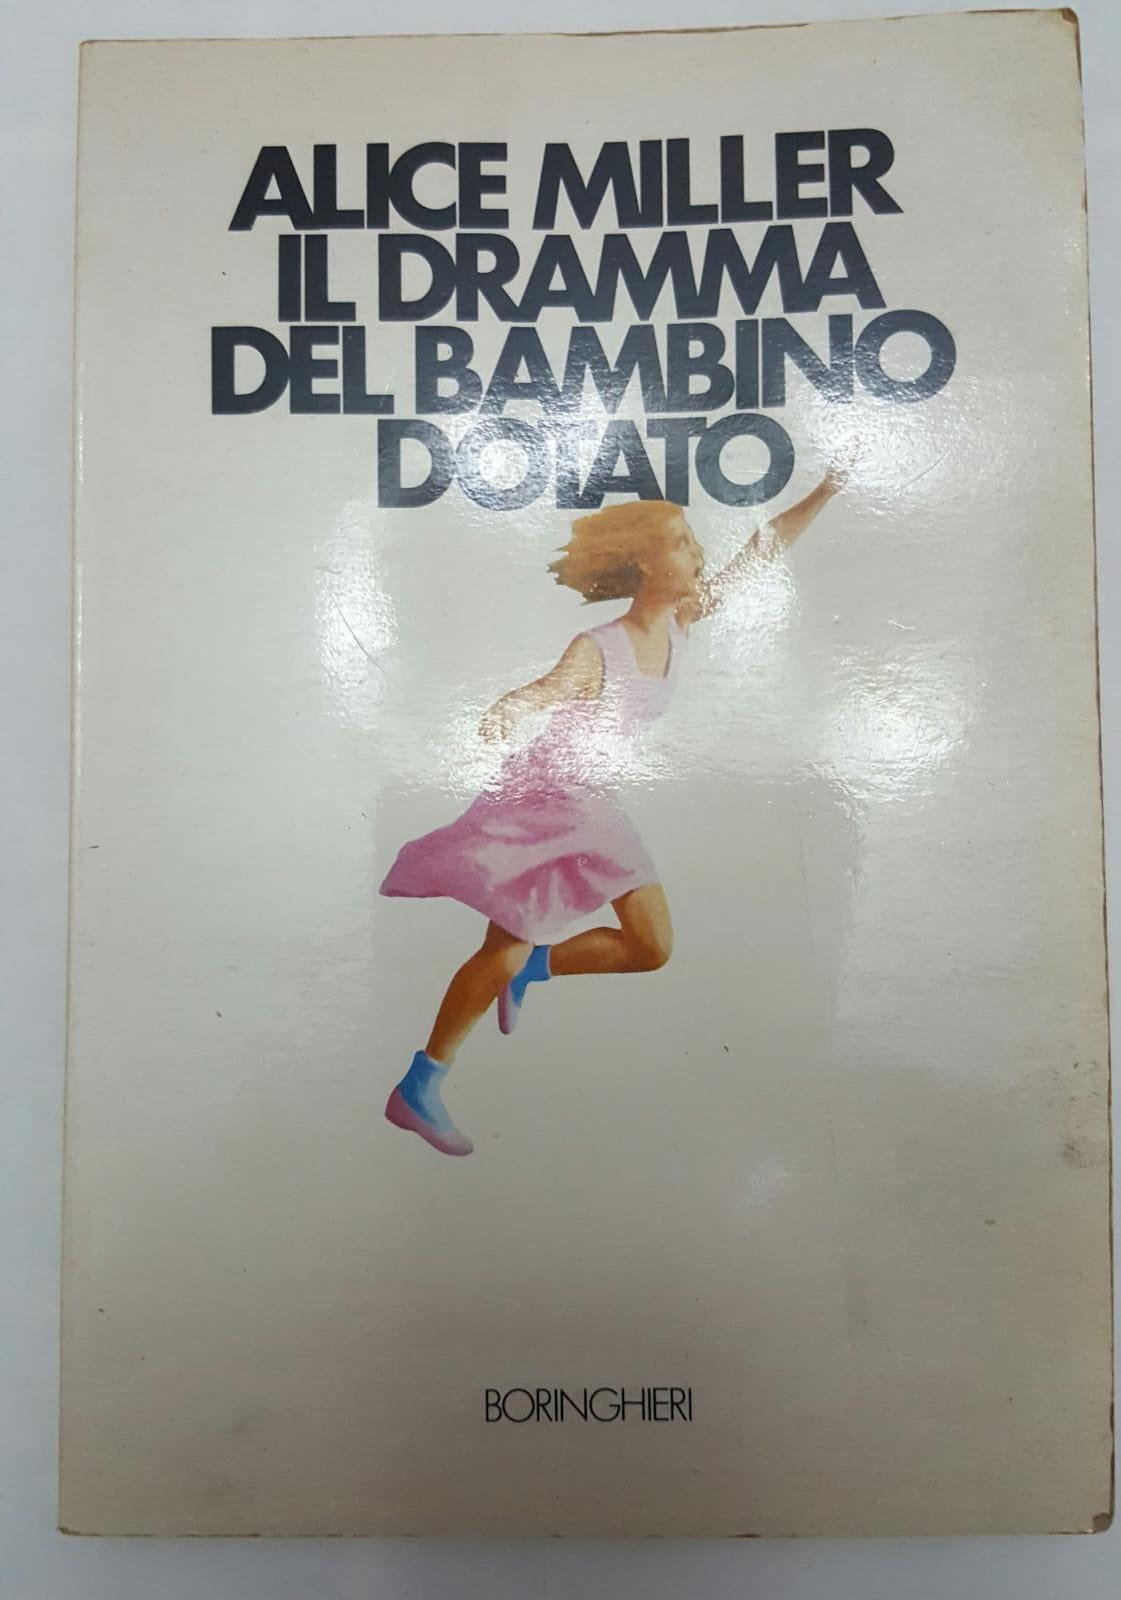 ALICE MILLER
IL DRAMMA
DEL BAMBINO
DOTATO
BORINGHIERI